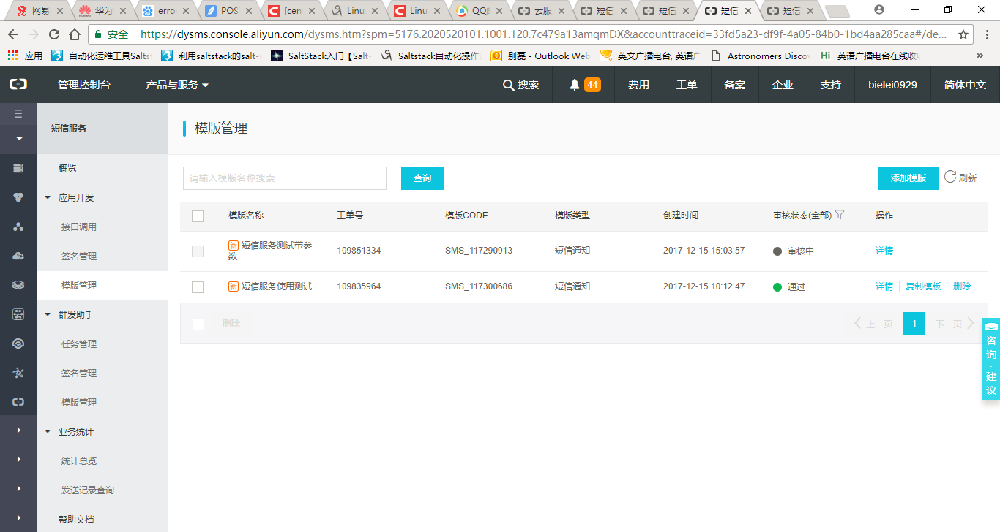 网易
华为
erro
POS
[cen
Linu
Linu
云服
短信
短信
短信
短信
安全
https://dysms.console.aliyun.com/dysms.htm?spm=5176.2020520101.1001.120.7c479a13amqmDX&accounttraceid=33fd5a23-df9f-4a05-84b0-1bd4aa285caa#/de...
应用
自动化运维工具Salts
利用saltstack的salt-
SaltStack入门【Salt-
Saltstack自动化操作
别磊 - Outlook Web
英文广播电台, 英语广
Astronomers Disco
Hi 英语广播电台在线收
管理控制台
产品与服务
搜索
44
费用
工单
备案
企业
支持
bielei0929
简体中文
短信服务
概览
应用开发
接口调用
签名管理
模版管理
群发助手
任务管理
签名管理
模版管理
业务统计
统计总览
发送记录查询
帮助文档
模版管理
请输入模版名称搜索
查询
添加模版
刷新
模版名称 工单号 模版CODE 模版类型 创建时间 审核状态(全部) 操作
新 短信服务测试带参
数
109851334 SMS_117290913 短信通知 2017-12-15 15:03:57 审核中 详情
新 短信服务使用测试 109835964 SMS_117300686 短信通知 2017-12-15 10:12:47 通过 详情 复制模版 删除
删除
上一页 1 下一页
咨
询
·
建
议